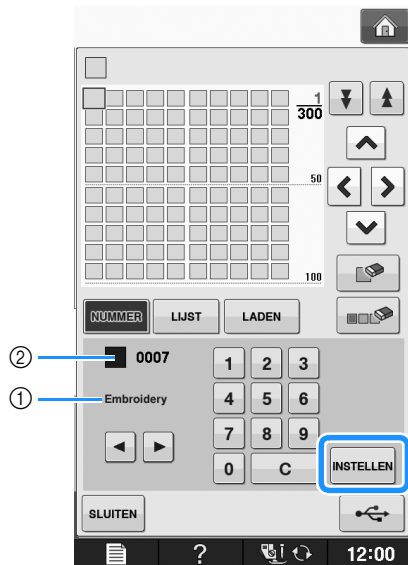 1
300
50
100
NUMMER LIJST LADEN
② 0007
1 2 3
① Embroidery
4 5 6
7 8 9
0 C INSTELLEN
SLUITEN
? 12:00